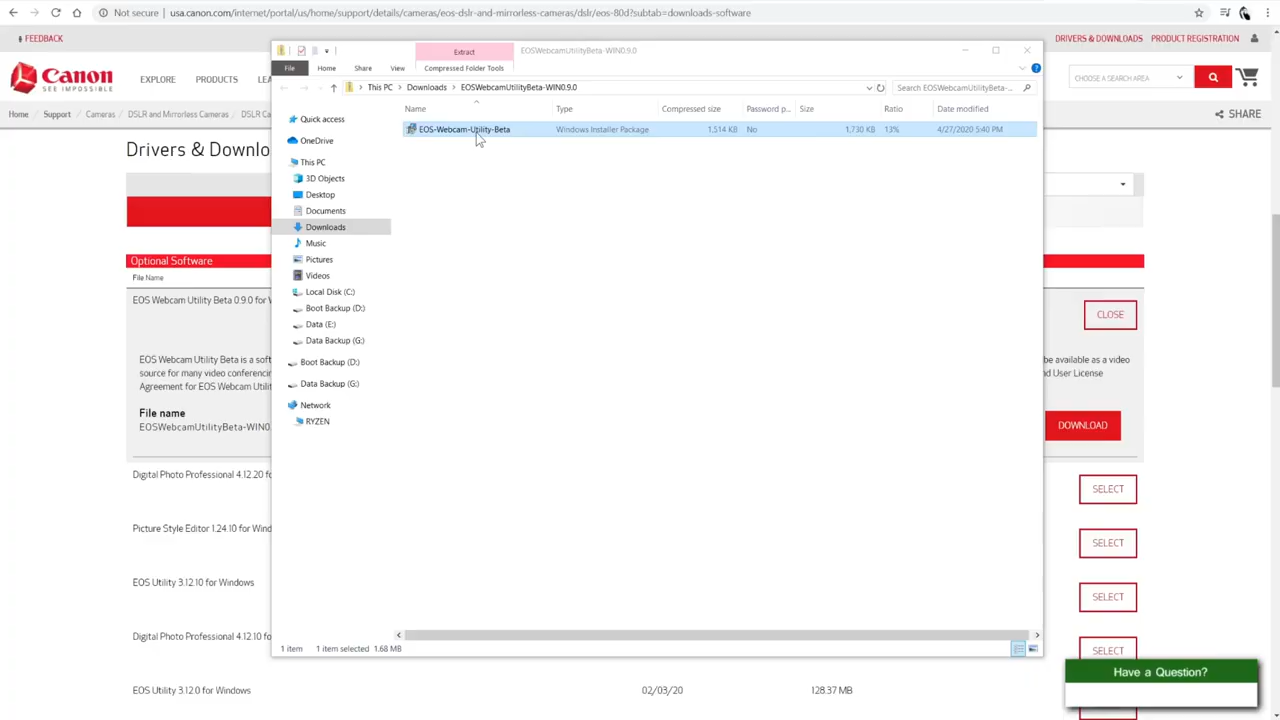 Not secure | usa.canon.com/internet/portal/us/home/support/details/cameras/eos-dslr-and-mirrorless-cameras/dslr/eos-80d?subtab=downloads-software
FEEDBACK
DRIVERS & DOWNLOADS PRODUCT REGISTRATION
Canon
SEE IMPOSSIBLE
EXPLORE PRODUCTS LEA
CHOOSE A SEARCH AREA
Home Support Cameras DSLR and Mirrorless Cameras DSLR Ca
SHARE
Drivers & Downlo
Optional Software
File Name
EOS Webcam Utility Beta 0.9.0 for W
CLOSE
EOS Webcam Utility Beta is a soft
be available as a video
source for many video conferencin
and User License
Agreement for EOS Webcam Utilit
File name
EOSWebcamUtilityBeta-WIN0.
DOWNLOAD
Digital Photo Professional 4.12.20 fo
SELECT
Picture Style Editor 1.24.10 for Wind
SELECT
EOS Utility 3.12.10 for Windows
SELECT
Digital Photo Professional 4.12.10 fo
SELECT
EOS Utility 3.12.0 for Windows 02/03/20 128.37 MB
Have a Question?
Extract EOSWebcamUtilityBeta-WIN0.9.0
File Home Share View Compressed Folder Tools
This PC Downloads EOSWebcamUtilityBeta-WIN0.9.0
Search EOSWebcamUtilityBeta-...
Name Type Compressed size Password p... Size Ratio Date modified
EOS-Webcam-Utility-Beta Windows Installer Package 1,514 KB No 1,730 KB 13% 4/27/2020 5:40 PM
Quick access
OneDrive
This PC
3D Objects
Desktop
Documents
Downloads
Music
Pictures
Videos
Local Disk (C:)
Boot Backup (D:)
Data (E:)
Data Backup (G:)
Boot Backup (D:)
Data Backup (G:)
Network
RYZEN
1 item 1 item selected 1.68 MB